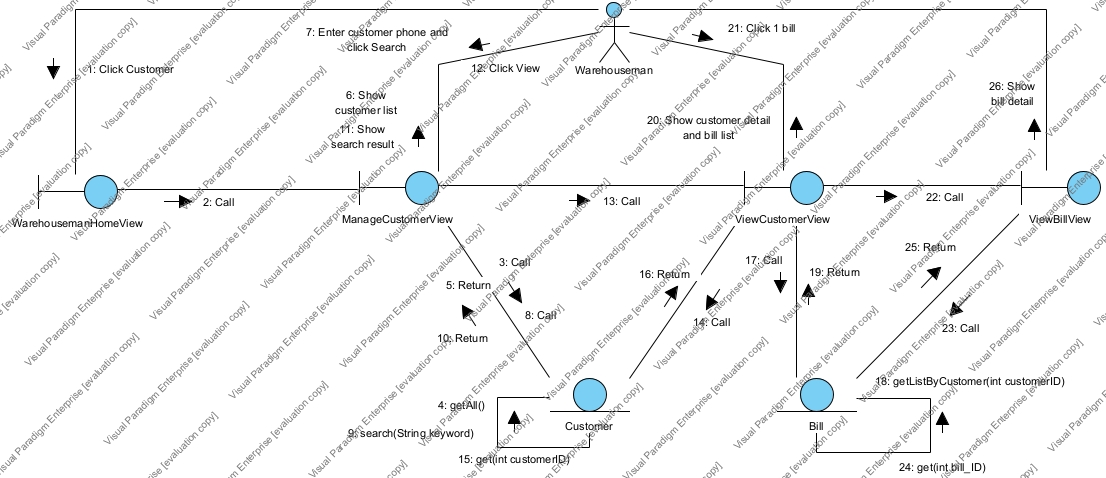 7: Enter customer phone and
click Search
21: Click 1 bill
1: Click Customer
12: Click View
Warehouseman
6: Show
customer list
11: Show
search result
20: Show customer detail
and bill list
26: Show
bill detail
2: Call
13: Call
22: Call
WarehousemanHomeView
ManageCustomerView
ViewCustomerView
ViewBillView
3: Call
5: Return
8: Call
10: Return
16: Return
14: Call
17: Call
19: Return
25: Return
23: Call
4: getAll()
9: search(String keyword)
15: get(int customerID)
Customer
Bill
18: getListByCustomer(int customerID)
24: get(int bill_ID)
Visual Paradigm Enterprise [evaluation copy]